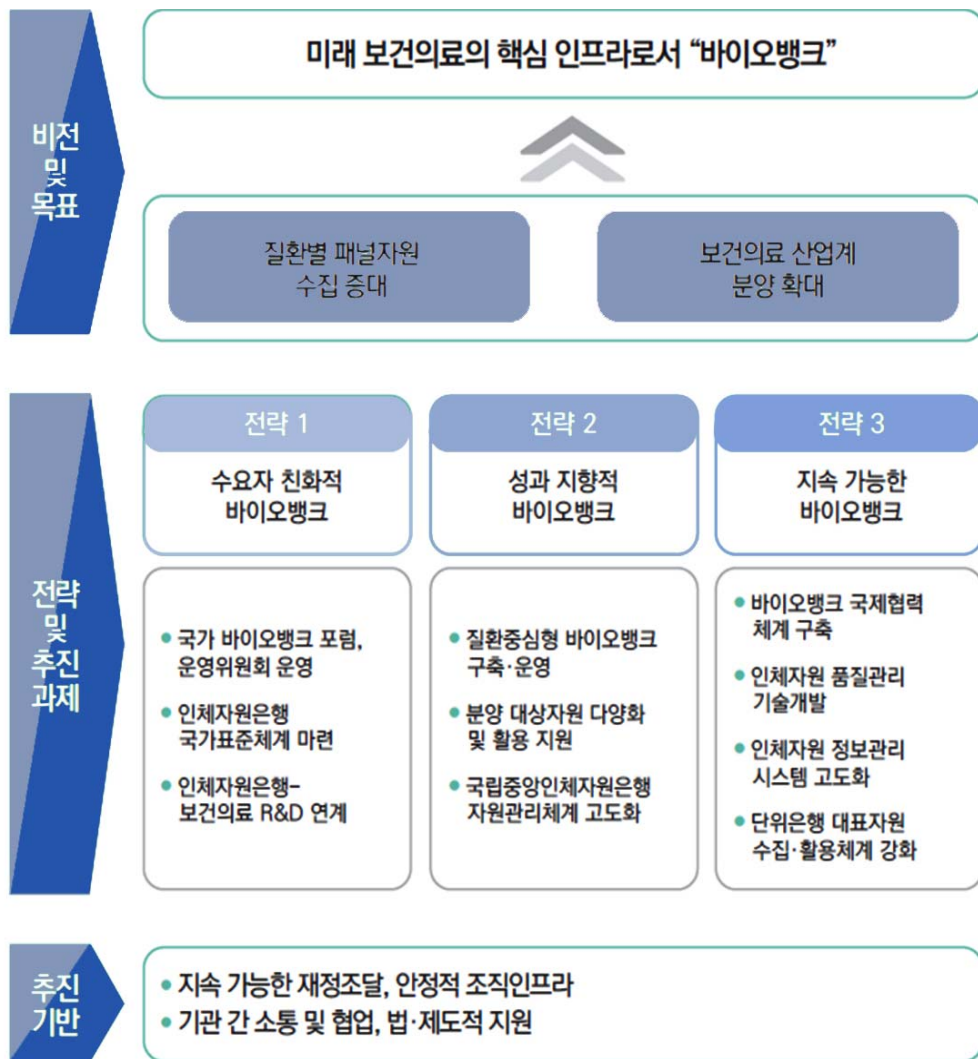 비전
및
목표
미래 보건의료의 핵심 인프라로서 “바이오뱅크”
질환별 패널자원
수집 증대
보건의료 산업계
분양 확대
전략
및
추진
과제
전략 1
수요자 친화적
바이오뱅크
• 국가 바이오뱅크 포럼,
운영위원회 운영
• 인체자원은행
국가표준체계 마련
• 인체자원은행–
보건의료 R&D 연계
전략 2
성과 지향적
바이오뱅크
• 질환중심형 바이오뱅크
구축·운영
• 분양 대상자원 다양화
및 활용 지원
• 국립중앙인체자원은행
자원관리체계 고도화
전략 3
지속 가능한
바이오뱅크
• 바이오뱅크 국제협력
체계 구축
• 인체자원 품질관리
기술개발
• 인체자원 정보관리
시스템 고도화
• 단위은행 대표자원
수집·활용체계 강화
추진
기반
• 지속 가능한 재정조달, 안정적 조직인프라
• 기관 간 소통 및 협업, 법·제도적 지원